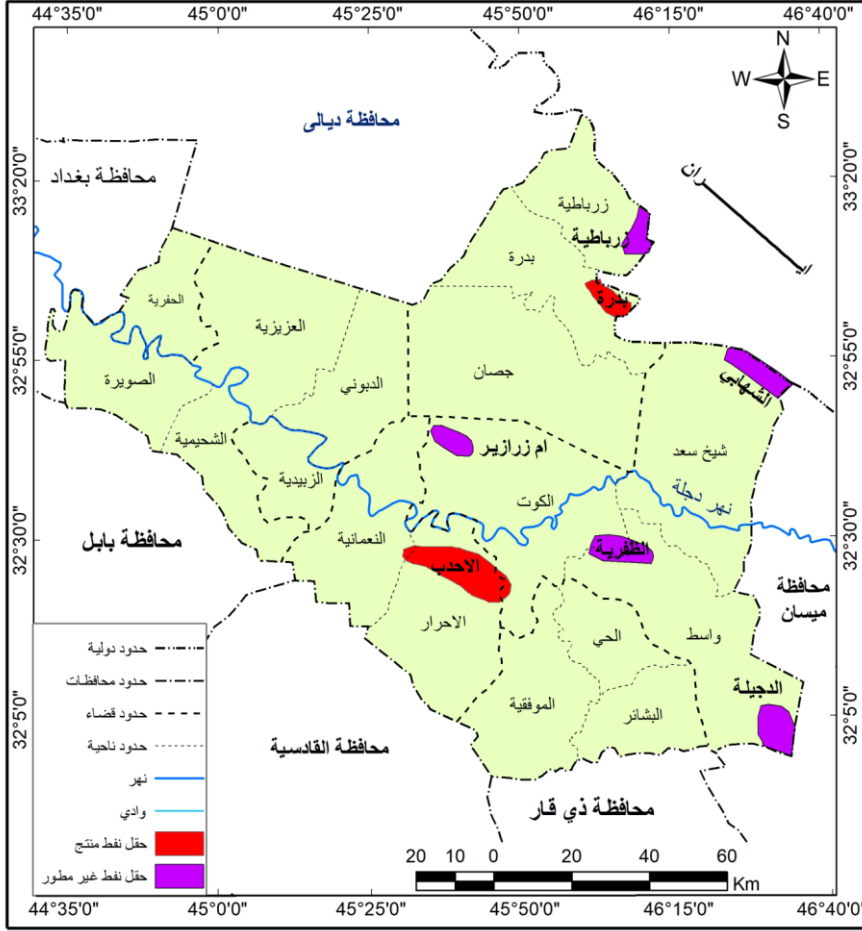 44°35'0"
45°0'0"
45°25'0"
45°50'0"
46°15'0"
46°40'0"
N
W
E
S
محافظة ديالى
محافظة بغداد
33°20'0"
33°20'0"
ران
زرباطية
زرباطية
بدرة
بدرة
الحفرية
العزيزية
32°55'0"
32°55'0"
الصويرة
الدبوني
جصان
الشهابي
الشحيمية
ام زرازير
شيخ سعد
الزبيدية
الكوت
نهر دجلة
محافظة بابل
32°30'0"
32°30'0"
النعمانية
الظفرية
الاحدب
محافظة
ميسان
الاحرار
الحي
واسط
الدجيلة
الموفقية
البشائر
32°5'0"
32°5'0"
محافظة القادسية
محافظة ذي قار
حدود دولية
حدود محافظات
حدود قضاء
حدود ناحية
نهر
وادي
حقل نفط منتج
حقل نفط غير مطور
20 10 0 20 40 60
Km
44°35'0"
45°0'0"
45°25'0"
45°50'0"
46°15'0"
46°40'0"